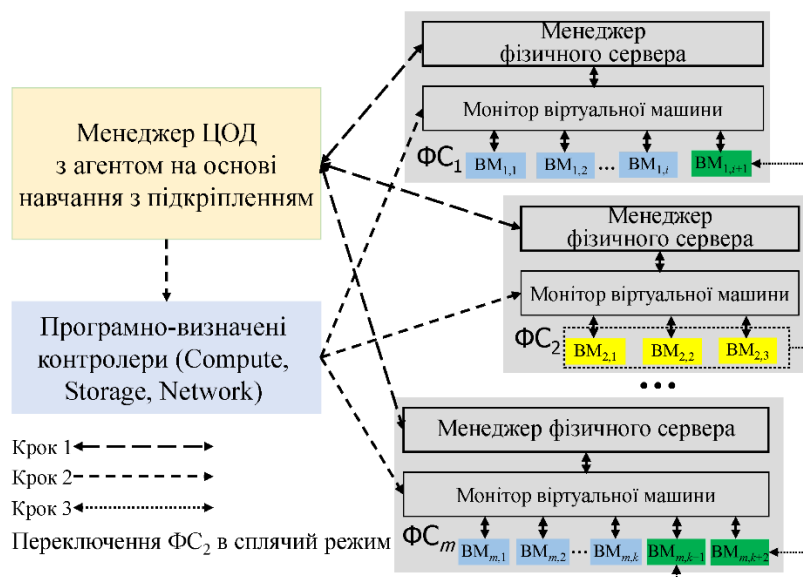 Менеджер ЦОД
з агентом на основі
навчання з підкріпленням
Програмно-визначені
контролери (Compute,
Storage, Network)
Крок 1
Крок 2
Крок 3
Переключення ФС2 в сплячий режим
Менеджер
фізичного сервера
Монітор віртуальної машини
ФС1 ВМ1,1 ВМ1,2 ... ВМ1,i ВМ1,i+1
Менеджер
фізичного сервера
Монітор віртуальної машини
ФС2 ВМ2,1 ВМ2,2 ВМ2,3
...
Менеджер фізичного сервера
Монітор віртуальної машини
ФСm ВМm,1 ВМm,2 ... ВМm,k ВМm,k+1 ВМm,k+2